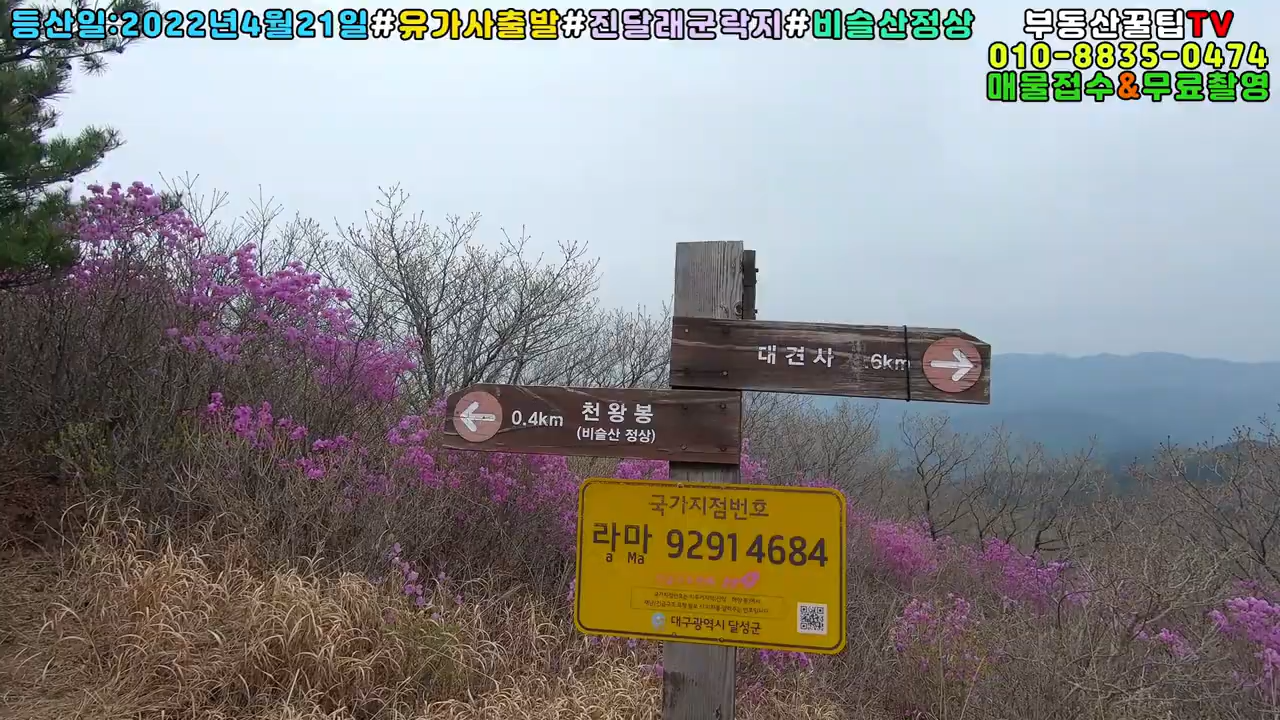 등산일:2022년4월21일#유가사출발#진달래군락지#비슬산정상
부동산꿀팁TV
010-8835-0474
매물접수&무료촬영
대견사 .6km
0.4km 천왕봉
(비슬산 정상)
국가지점번호
라마 92914684
a Ma
대구광역시 달성군